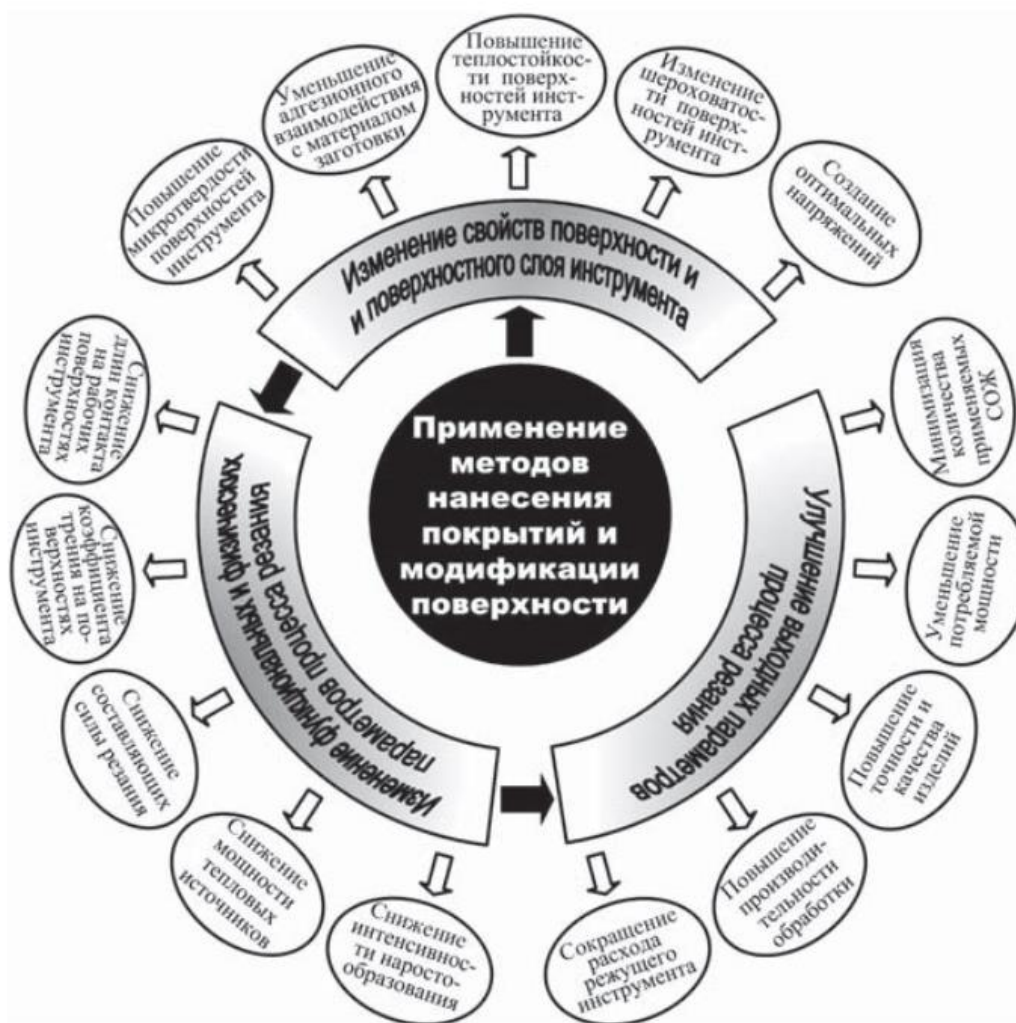 Применение
методов
нанесения
покрытий и
модификации
поверхности
Изменение свойств поверхности и
и поверхностного слоя инструмента
Повышение
микротвердости
поверхностей
инструмента
Уменьшение
адгезионного
взаимодействия
с материалом
заготовки
Повышение
теплостойкос-
ти поверх-
ностей инст-
румента
Изменение
шероховатос-
ти поверх-
ностей инст-
румента
Создание
оптимальных
напряжений
Изменение функциональных и физических
параметров процесса резения
Снижение
длин контакта
на рабочих
поверхностях
инструмента
Снижение
коэффициента
трения на по-
верхностях
инструмента
Снижение
составляющих
силы резания
Снижение
мощности
тепловых
источников
Снижение
интенсивнос-
ти наросто-
образования
Улучшение выходных параметров
процесса резания
Минимизация
количества
применяемых
СОЖ
Уменьшение
потребляемой
мощности
Повышение
точности и
качества
изделий
Повышение
производи-
тельности
обработки
Сокращение
расхода
режущего
инструмента